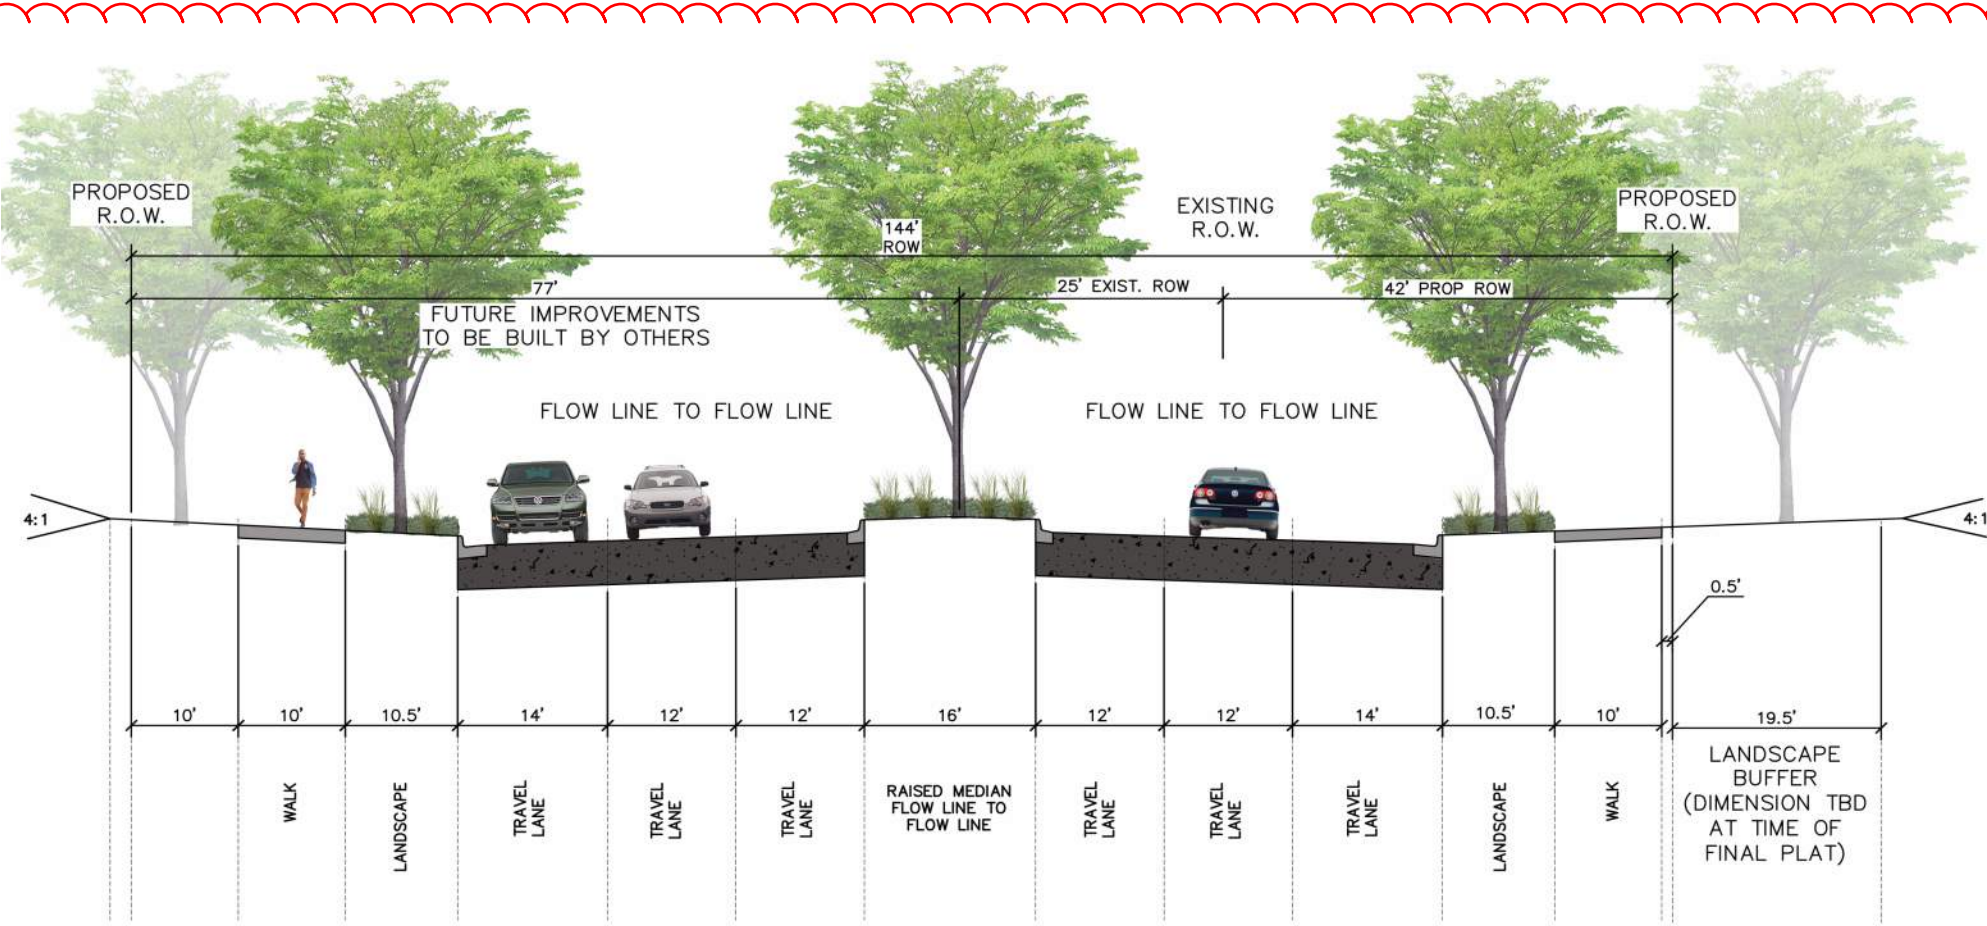 PROPOSED
R.O.W.
EXISTING
R.O.W.
PROPOSED
R.O.W.
144'
ROW
77'
25' EXIST. ROW
42' PROP ROW
FUTURE IMPROVEMENTS
TO BE BUILT BY OTHERS
FLOW LINE TO FLOW LINE
FLOW LINE TO FLOW LINE
4:1
4:1
0.5'
10'
10'
10.5'
14'
12'
12'
16'
12'
12'
14'
10.5'
10'
19.5'
WALK
LANDSCAPE
TRAVEL
LANE
TRAVEL
LANE
TRAVEL
LANE
RAISED MEDIAN
FLOW LINE TO
FLOW LINE
TRAVEL
LANE
TRAVEL
LANE
TRAVEL
LANE
LANDSCAPE
WALK
LANDSCAPE
BUFFER
(DIMENSION TBD
AT TIME OF
FINAL PLAT)